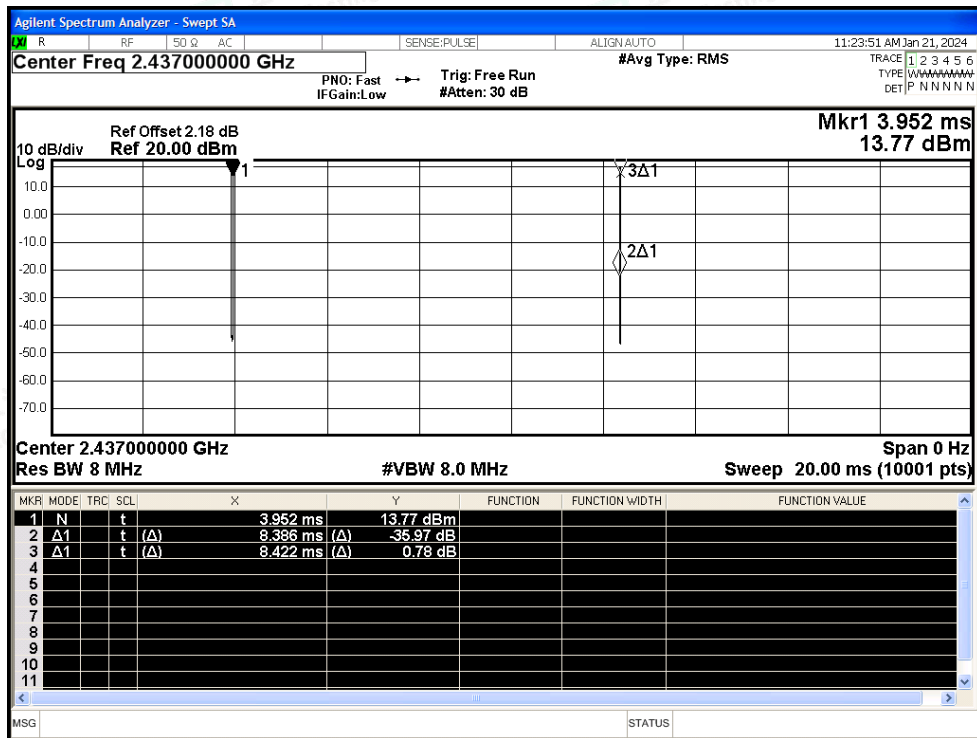 Agilent Spectrum Analyzer - Swept SA
LXI R RF 50 Ω AC SENSE:PULSE ALIGN AUTO 11:23:51 AM Jan 21, 2024
Center Freq 2.437000000 GHz
PNO: Fast
IFGain:Low
Trig: Free Run
#Atten: 30 dB
#Avg Type: RMS
TRACE 1 2 3 4 5 6
TYPE WWWWWW
DET P N N N N N
Mkr1 3.952 ms
13.77 dBm
Ref Offset 2.18 dB
10 dB/div Ref 20.00 dBm
Log
1
3Δ1
10.0
0.00
-10.0
2Δ1
-20.0
-30.0
-40.0
-50.0
-60.0
-70.0
Center 2.437000000 GHz Span 0 Hz
Res BW 8 MHz #VBW 8.0 MHz Sweep 20.00 ms (10001 pts)
MKR MODE TRC SCL X Y FUNCTION FUNCTION WIDTH FUNCTION VALUE
1 N t 3.952 ms 13.77 dBm
2 Δ1 t (Δ) 8.386 ms (Δ) -35.97 dB
3 Δ1 t (Δ) 8.422 ms (Δ) 0.78 dB
4
5
6
7
8
9
10
11
MSG STATUS